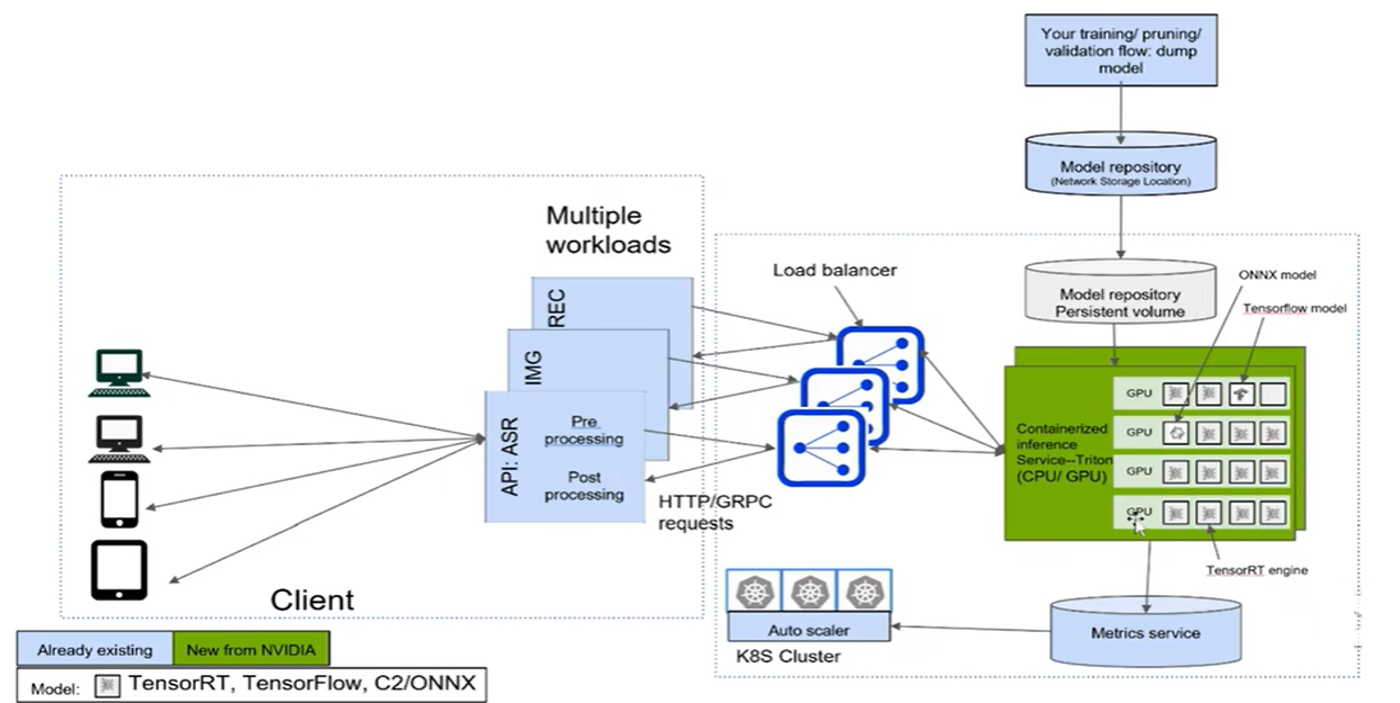 Your training/ pruning/
validation flow: dump
model
Model repository
(Network Storage Location)
Multiple
workloads
Load balancer
Model repository
Persistent volume
ONNX model
Tensorflow model
REC
IMG
API: ASR
Pre
processing
Post
processing
HTTP/GRPC
requests
Containerized
inference
Service--Triton
(CPU/ GPU)
GPU
GPU
GPU
GPU
TensorRT engine
Client
Auto scaler
K8S Cluster
Metrics service
Already existing
New from NVIDIA
Model: TensorRT, TensorFlow, C2/ONNX